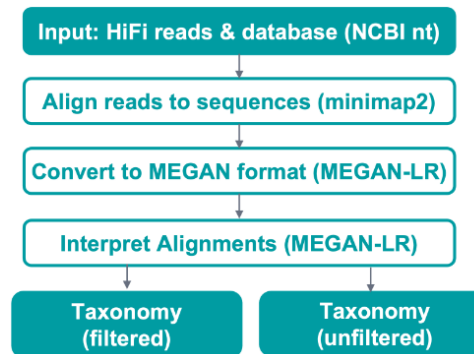 Input: HiFi reads & database (NCBI nt)
Align reads to sequences (minimap2)
Convert to MEGAN format (MEGAN-LR)
Interpret Alignments (MEGAN-LR)
Taxonomy
(filtered)
Taxonomy
(unfiltered)